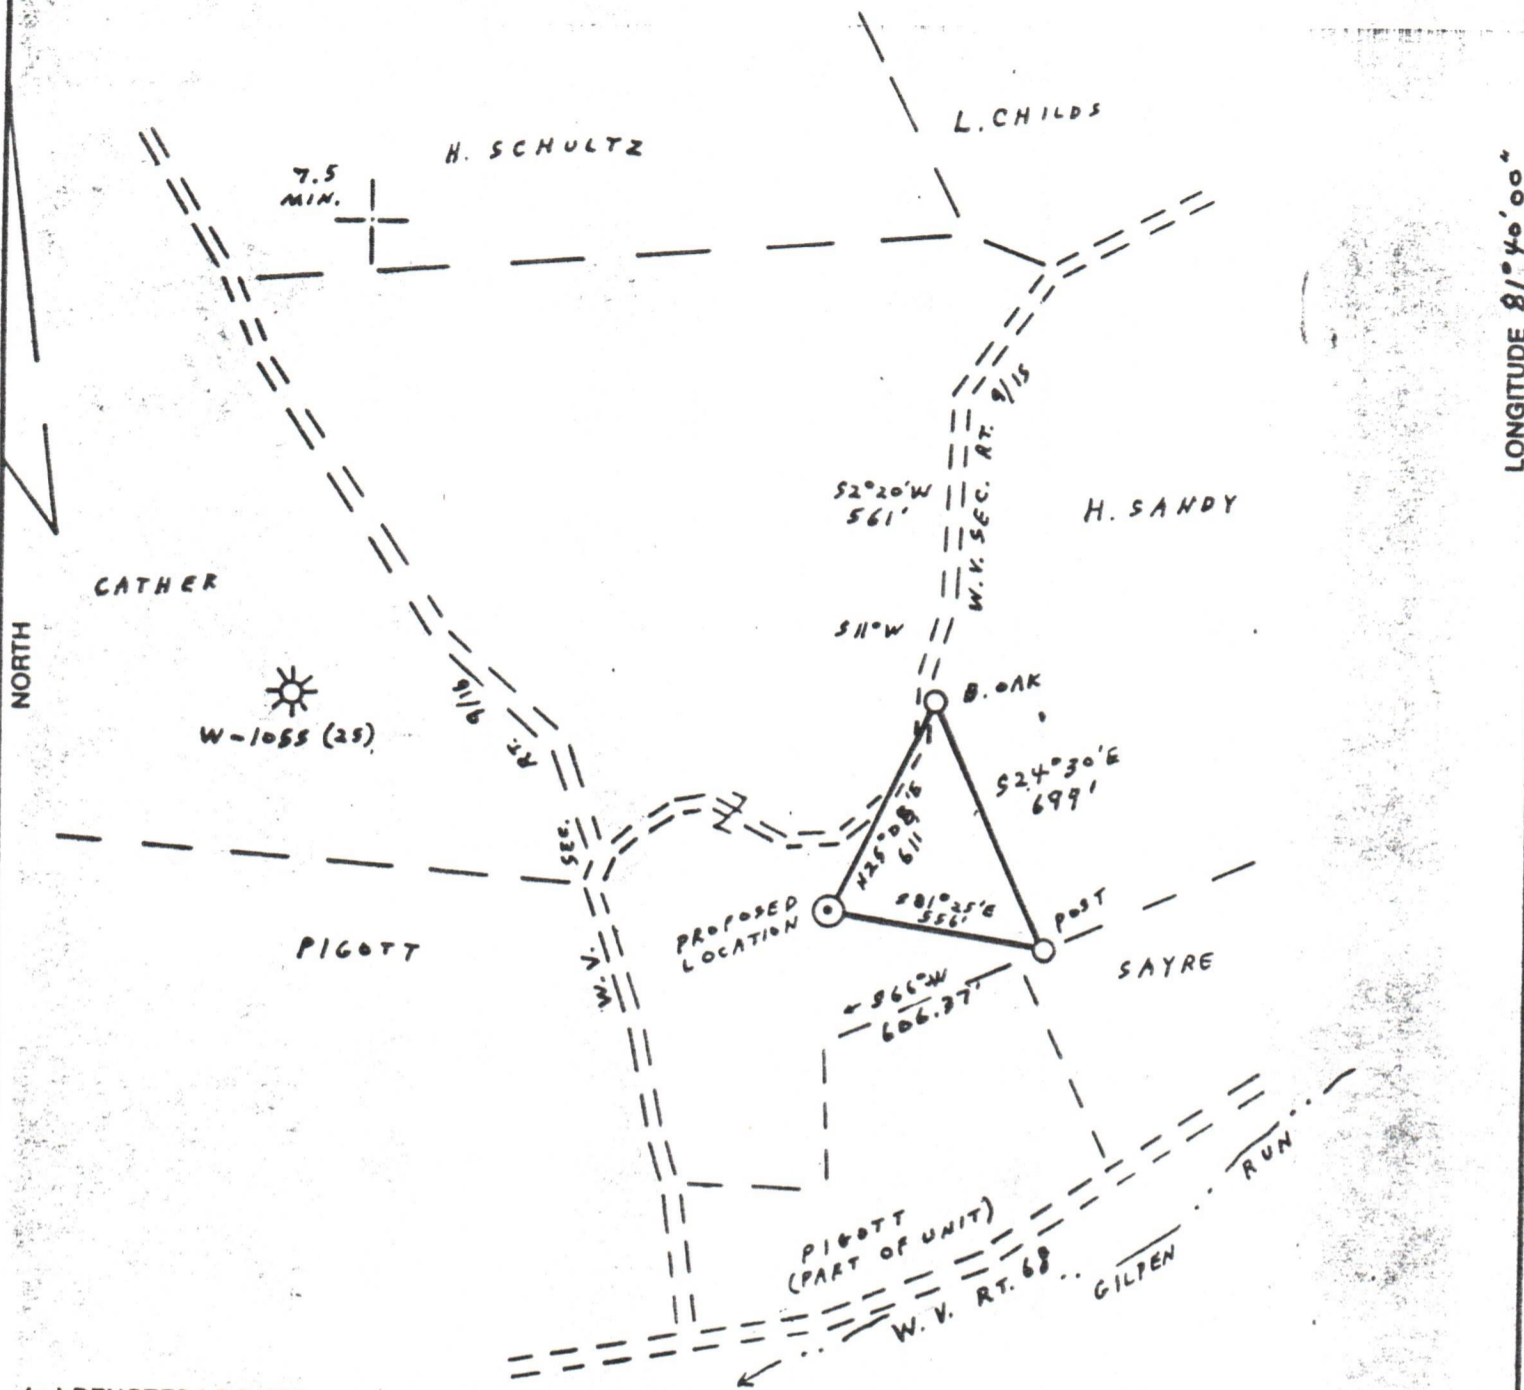 L. CHILDS
H. SCHULTZ
7.5
MIN.
LONGITUDE 81°40'00"
9/15
W.V. SEC. RT.
S2°20'W
561'
H. SANDY
CATHER
NORTH
S11°W
B. OAK
W-1055 (25)
9/16
RT.
SEC.
W.V.
S24°30'E
699'
611
S81°25'E
556'
PROPOSED
LOCATION
POST
PIGOTT
SAYRE
S66°W
606.37'
PIGOTT
(PART OF UNIT)
W. V. RT. 68
GILPEN
RUN